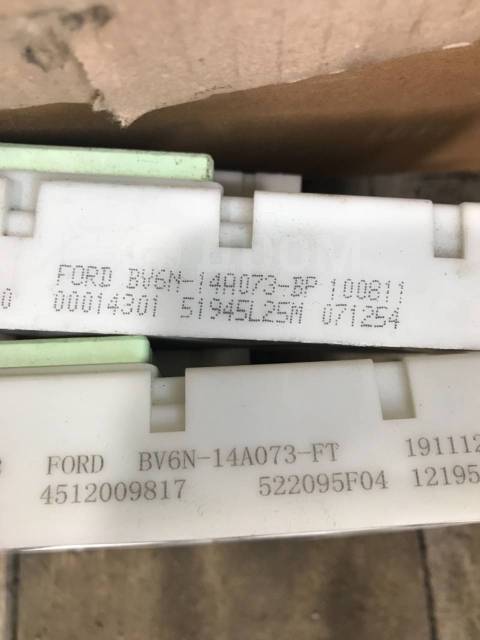 FORD BV6N-14A073-BP 100811
00014301 51945L25M 071254
FORD BV6N-14A073-FT 191112
4512009817 522095F04 12195